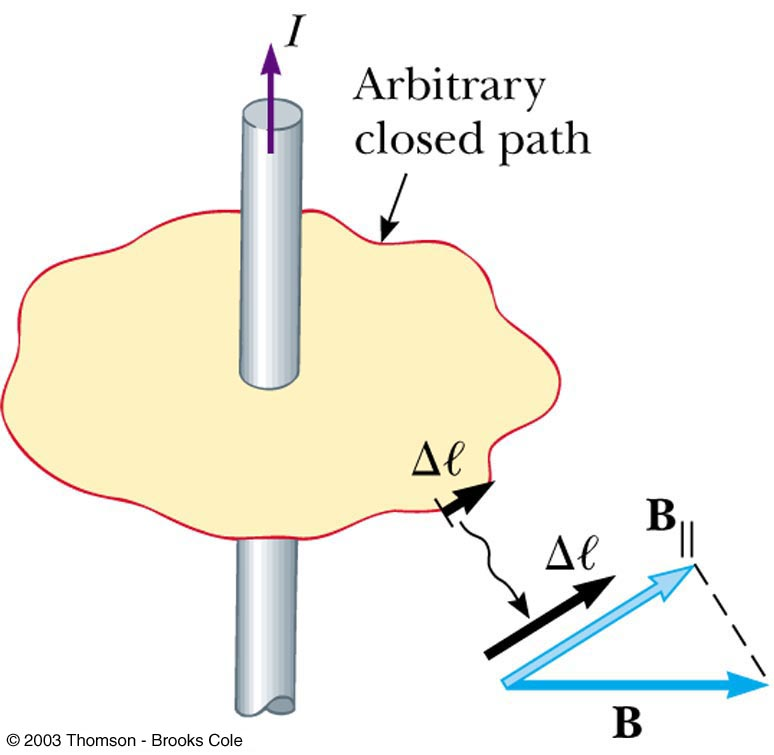 I
Arbitrary
closed path
Δℓ
B∥
Δℓ
B
© 2003 Thomson - Brooks Cole